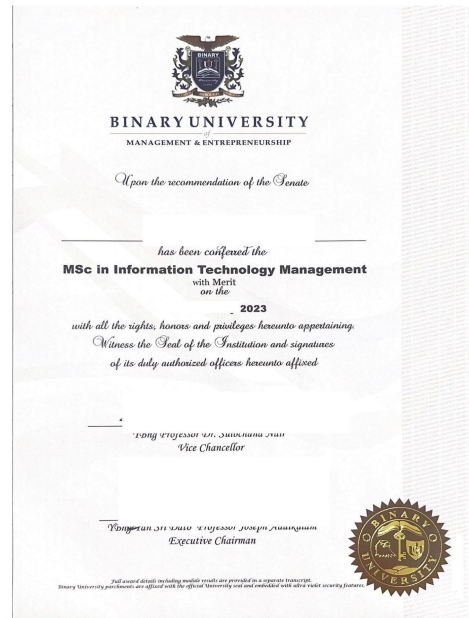 BINARY
BINARY UNIVERSITY
of
MANAGEMENT & ENTREPRENEURSHIP
Upon the recommendation of the Senate
has been conferred the
MSc in Information Technology Management
with Merit
on the
2023
with all the rights, honors and privileges hereunto appertaining.
Witness the Seal of the Institution and signatures
of its duly authorized officers hereunto affixed
Professor Dr.
Vice Chancellor
Professor Joseph
Executive Chairman
Full award details including module results are provided in a separate transcript.
Binary University parchments are affixed with the official University seal and embedded with ultra violet security features.
BINARY
UNIVERSITY